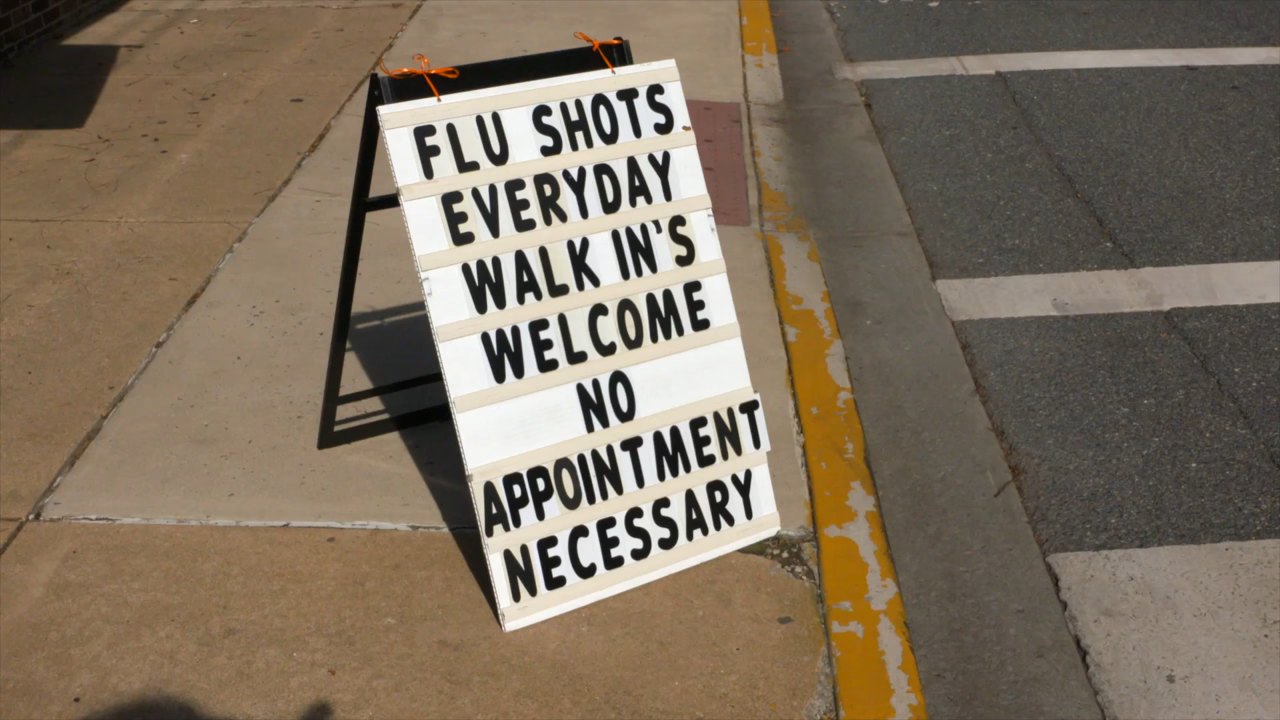 FLU SHOTS
EVERYDAY
WALK IN'S
WELCOME
NO
APPOINTMENT
NECESSARY